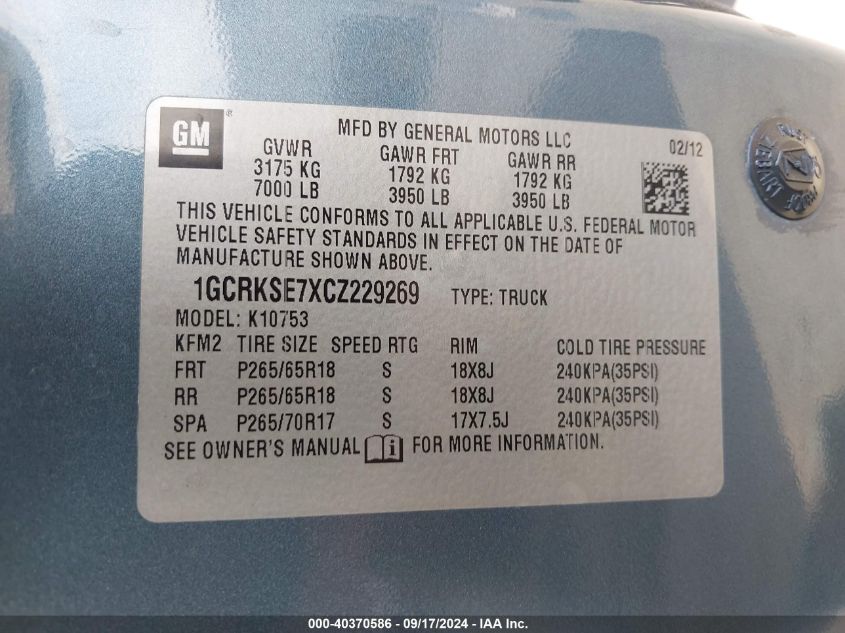 GM ®
MFD BY GENERAL MOTORS LLC 02/12
GVWR GAWR FRT GAWR RR
3175 KG 1792 KG 1792 KG
7000 LB 3950 LB 3950 LB
THIS VEHICLE CONFORMS TO ALL APPLICABLE U.S. FEDERAL MOTOR
VEHICLE SAFETY STANDARDS IN EFFECT ON THE DATE OF
MANUFACTURE SHOWN ABOVE.
1GCRKSE7XCZ229269 TYPE: TRUCK
MODEL: K10753
KFM2 TIRE SIZE SPEED RTG RIM COLD TIRE PRESSURE
FRT P265/65R18 S 18X8J 240KPA(35PSI)
RR P265/65R18 S 18X8J 240KPA(35PSI)
SPA P265/70R17 S 17X7.5J 240KPA(35PSI)
SEE OWNER'S MANUAL i FOR MORE INFORMATION.
000-40370586 - 09/17/2024 - IAA Inc.